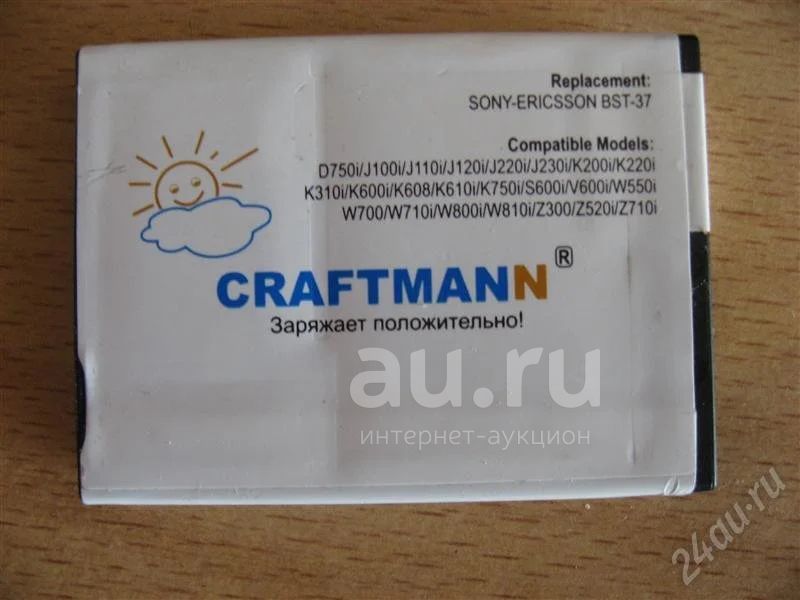 Replacement:
SONY-ERICSSON BST-37
Compatible Models:
D750i/J100i/J110i/J120i/J220i/J230i/K200i/K220i
K310i/K600i/K608/K610i/K750i/S600i/V600i/W550i
W700/W710i/W800i/W810i/Z300/Z520i/Z710i
CRAFTMANN®
Заряжает положительно!
au.ru
интернет-аукцион
24au.ru